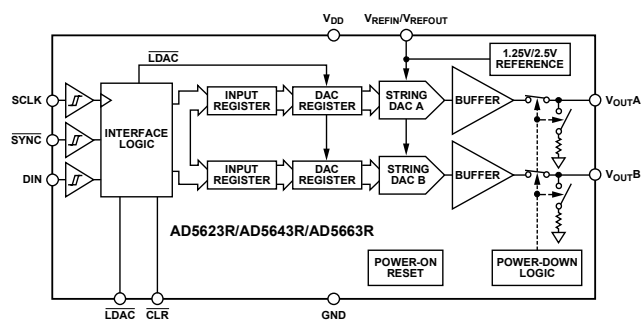 VDD
VREFIN/VREFOUT
LDAC
1.25V/2.5V
REFERENCE
SCLK
SYNC
DIN
INTERFACE
LOGIC
INPUT
REGISTER
DAC
REGISTER
STRING
DAC A
BUFFER
VOUTA
INPUT
REGISTER
DAC
REGISTER
STRING
DAC B
BUFFER
VOUTB
AD5623R/AD5643R/AD5663R
POWER-ON
RESET
POWER-DOWN
LOGIC
LDAC
CLR
GND